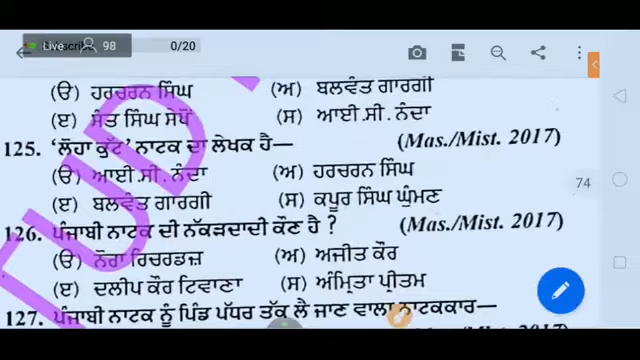 Live 98 0/20
(ੳ) ਹਰਚਰਨ ਸਿੰਘ (ਅ) ਬਲਵੰਤ ਗਾਰਗੀ
(ੲ) ਸੰਤ ਸਿੰਘ ਸੇਖੋਂ (ਸ) ਆਈ.ਸੀ. ਨੰਦਾ
125. 'ਲੋਹਾ ਕੁੱਟ' ਨਾਟਕ ਦਾ ਲੇਖਕ ਹੈ— (Mas./Mist. 2017)
(ੳ) ਆਈ.ਸੀ. ਨੰਦਾ (ਅ) ਹਰਚਰਨ ਸਿੰਘ
74
(ੲ) ਬਲਵੰਤ ਗਾਰਗੀ (ਸ) ਕਪੂਰ ਸਿੰਘ ਘੁੰਮਣ
126. ਪੰਜਾਬੀ ਨਾਟਕ ਦੀ ਨੱਕੜਦਾਦੀ ਕੌਣ ਹੈ ? (Mas./Mist. 2017)
(ੳ) ਨੋਰਾ ਰਿਚਰਡਜ਼ (ਅ) ਅਜੀਤ ਕੌਰ
(ੲ) ਦਲੀਪ ਕੌਰ ਟਿਵਾਣਾ (ਸ) ਅੰਮ੍ਰਿਤਾ ਪ੍ਰੀਤਮ
127. ਪੰਜਾਬੀ ਨਾਟਕ ਨੂੰ ਪਿੰਡ ਪੱਧਰ ਤੱਕ ਲੈ ਜਾਣ ਵਾਲਾ ਨਾਟਕਕਾਰ—